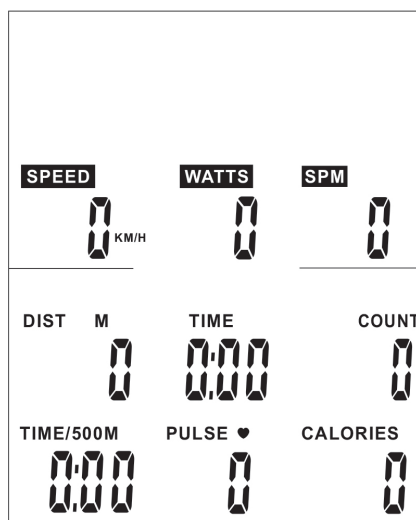 SPEED WATTS SPM
0 KM/H 0 0
DIST M TIME COUNT
0 0:00 0
TIME/500M PULSE ♥ CALORIES
0:00 0 0